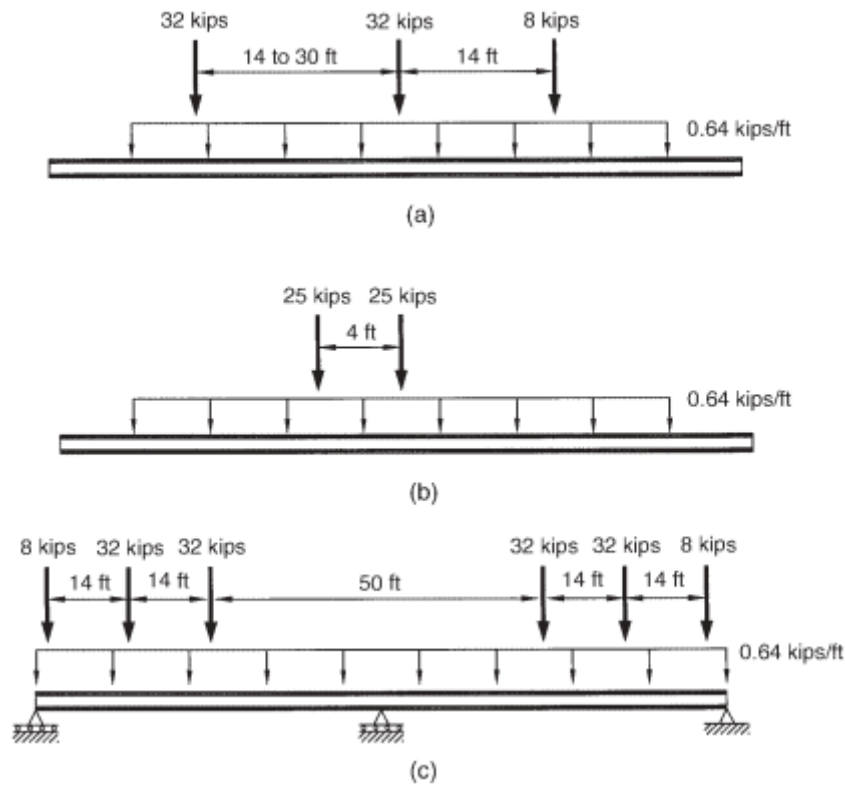 32 kips 32 kips 8 kips
14 to 30 ft 14 ft
0.64 kips/ft
(a)
25 kips 25 kips
4 ft
0.64 kips/ft
(b)
8 kips 32 kips 32 kips 32 kips 32 kips 8 kips
14 ft 14 ft 50 ft 14 ft 14 ft
0.64 kips/ft
(c)